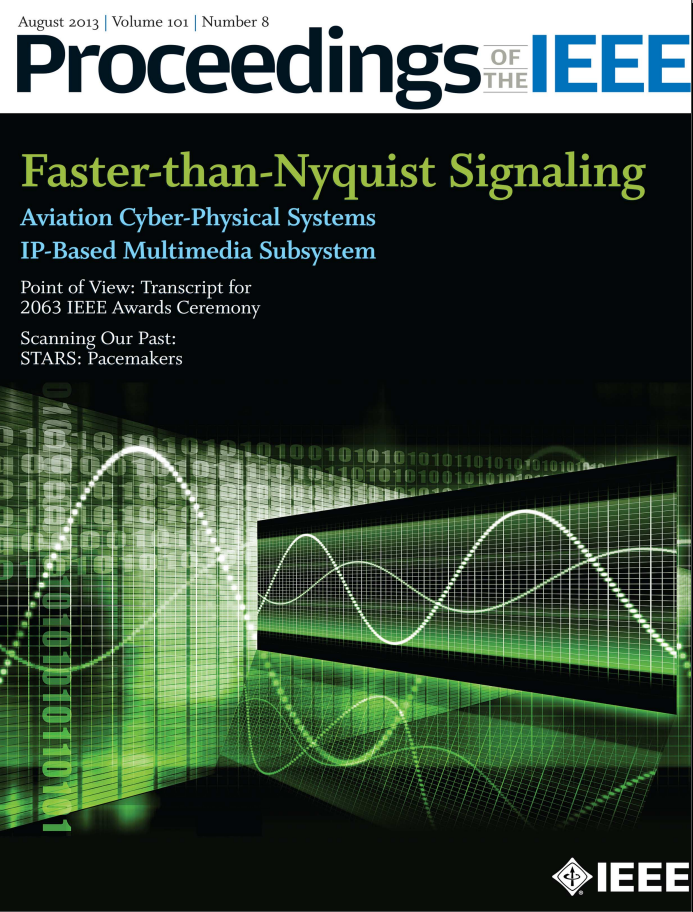 August 2013 | Volume 101 | Number 8
Proceedings OF THE IEEE
Faster-than-Nyquist Signaling
Aviation Cyber-Physical Systems
IP-Based Multimedia Subsystem
Point of View: Transcript for
2063 IEEE Awards Ceremony
Scanning Our Past:
STARS: Pacemakers
IEEE